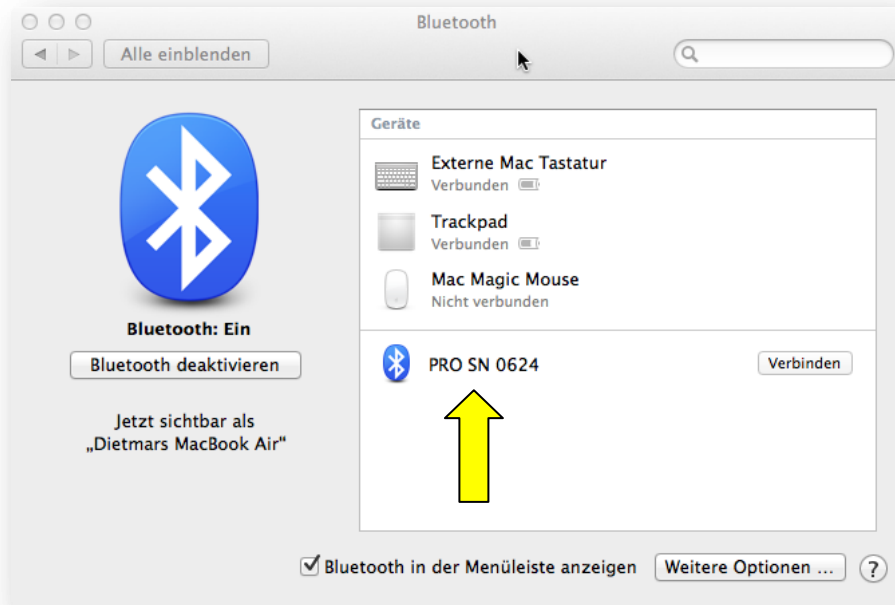 Bluetooth
Alle einblenden
Geräte
Externe Mac Tastatur
Verbunden
Trackpad
Verbunden
Mac Magic Mouse
Nicht verbunden
Bluetooth: Ein
Bluetooth deaktivieren
PRO SN 0624
Verbinden
Jetzt sichtbar als
„Dietmars MacBook Air“
Bluetooth in der Menüleiste anzeigen
Weitere Optionen ...
?